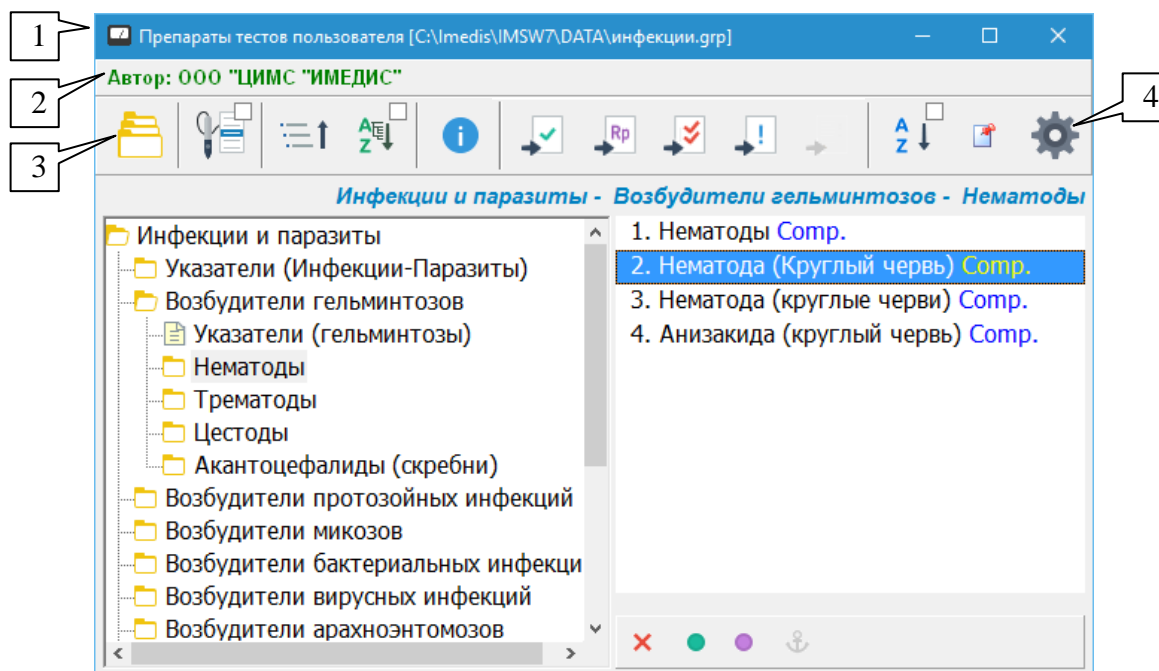 1
Препараты тестов пользователя [C:\Imedis\IMSW7\DATA\инфекции.grp]
2
Автор: ООО "ЦИМС "ИМЕДИС"
3
4
A
Z
i
Rp
!
A
Z
Инфекции и паразиты - Возбудители гельминтозов - Нематоды
Инфекции и паразиты
Указатели (Инфекции-Паразиты)
Возбудители гельминтозов
Указатели (гельминтозы)
Нематоды
Трематоды
Цестоды
Акантоцефалиды (скребни)
Возбудители протозойных инфекций
Возбудители микозов
Возбудители бактериальных инфекци
Возбудители вирусных инфекций
Возбудители арахноэнтомозов
1. Нематоды Comp.
2. Нематода (Круглый червь) Comp.
3. Нематода (круглые черви) Comp.
4. Анизакида (круглый червь) Comp.